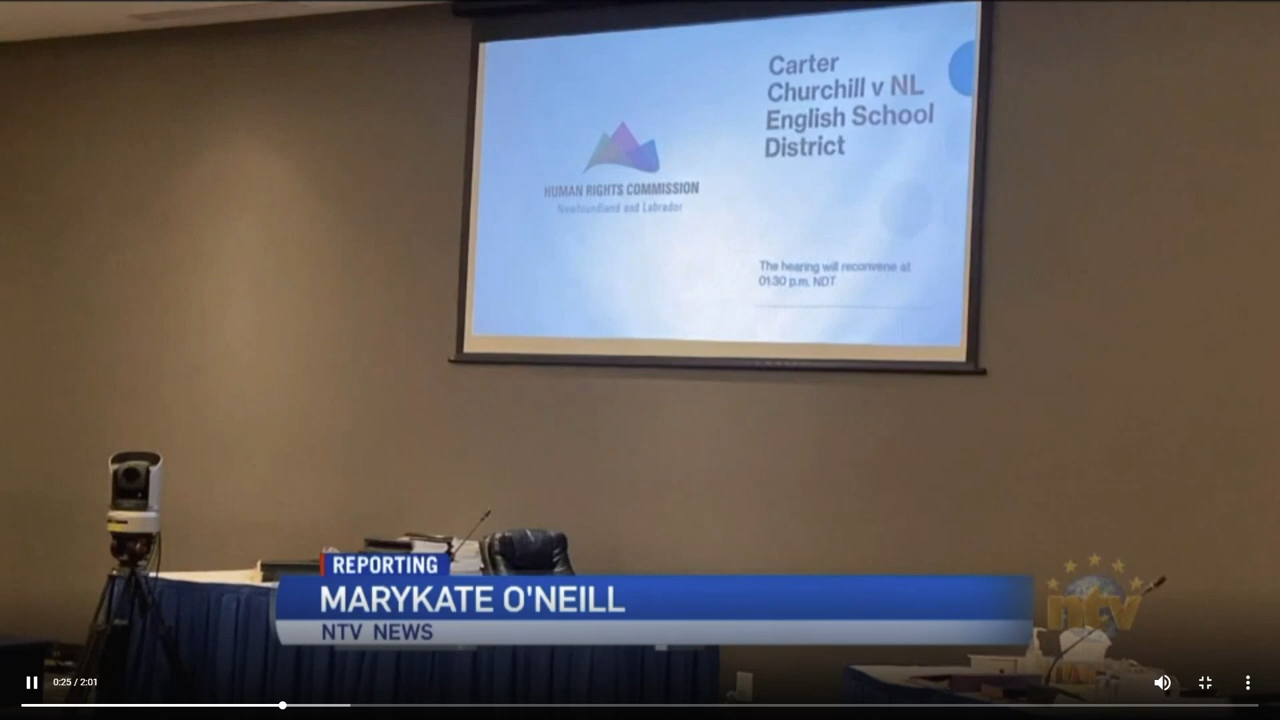 Carter
Churchill v NL
English School
District
HUMAN RIGHTS COMMISSION
Newfoundland and Labrador
The hearing will reconvene at
01:30 p.m. NDT
REPORTING
MARYKATE O'NEILL
NTV NEWS
ntv
0:25 / 2:01